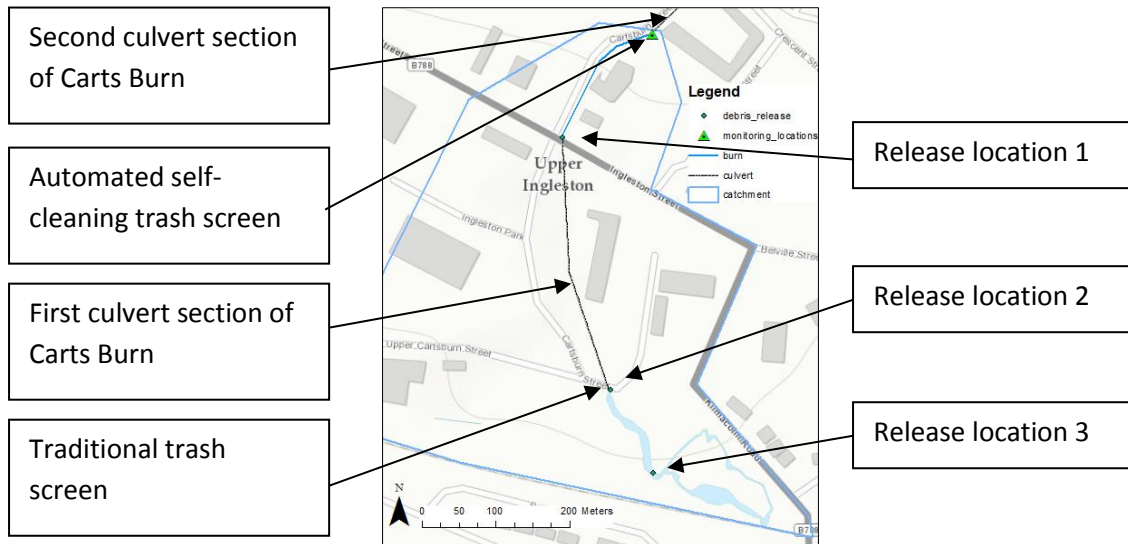 Second culvert section
of Carts Burn
Automated self-
cleaning trash screen
First culvert section of
Carts Burn
Traditional trash
screen
Cartsburn
Street
B788
Crescent Street
Legend
debris_release
monitoring_locations
burn
culvert
catchment
Upper
Ingleston
Ingleston Street
Ingleston Park
Belville Street
Upper Cartsburn Street
Cartsburn Street
Kilmacolm Road
B788
N
0 50 100 200 Meters
Release location 1
Release location 2
Release location 3